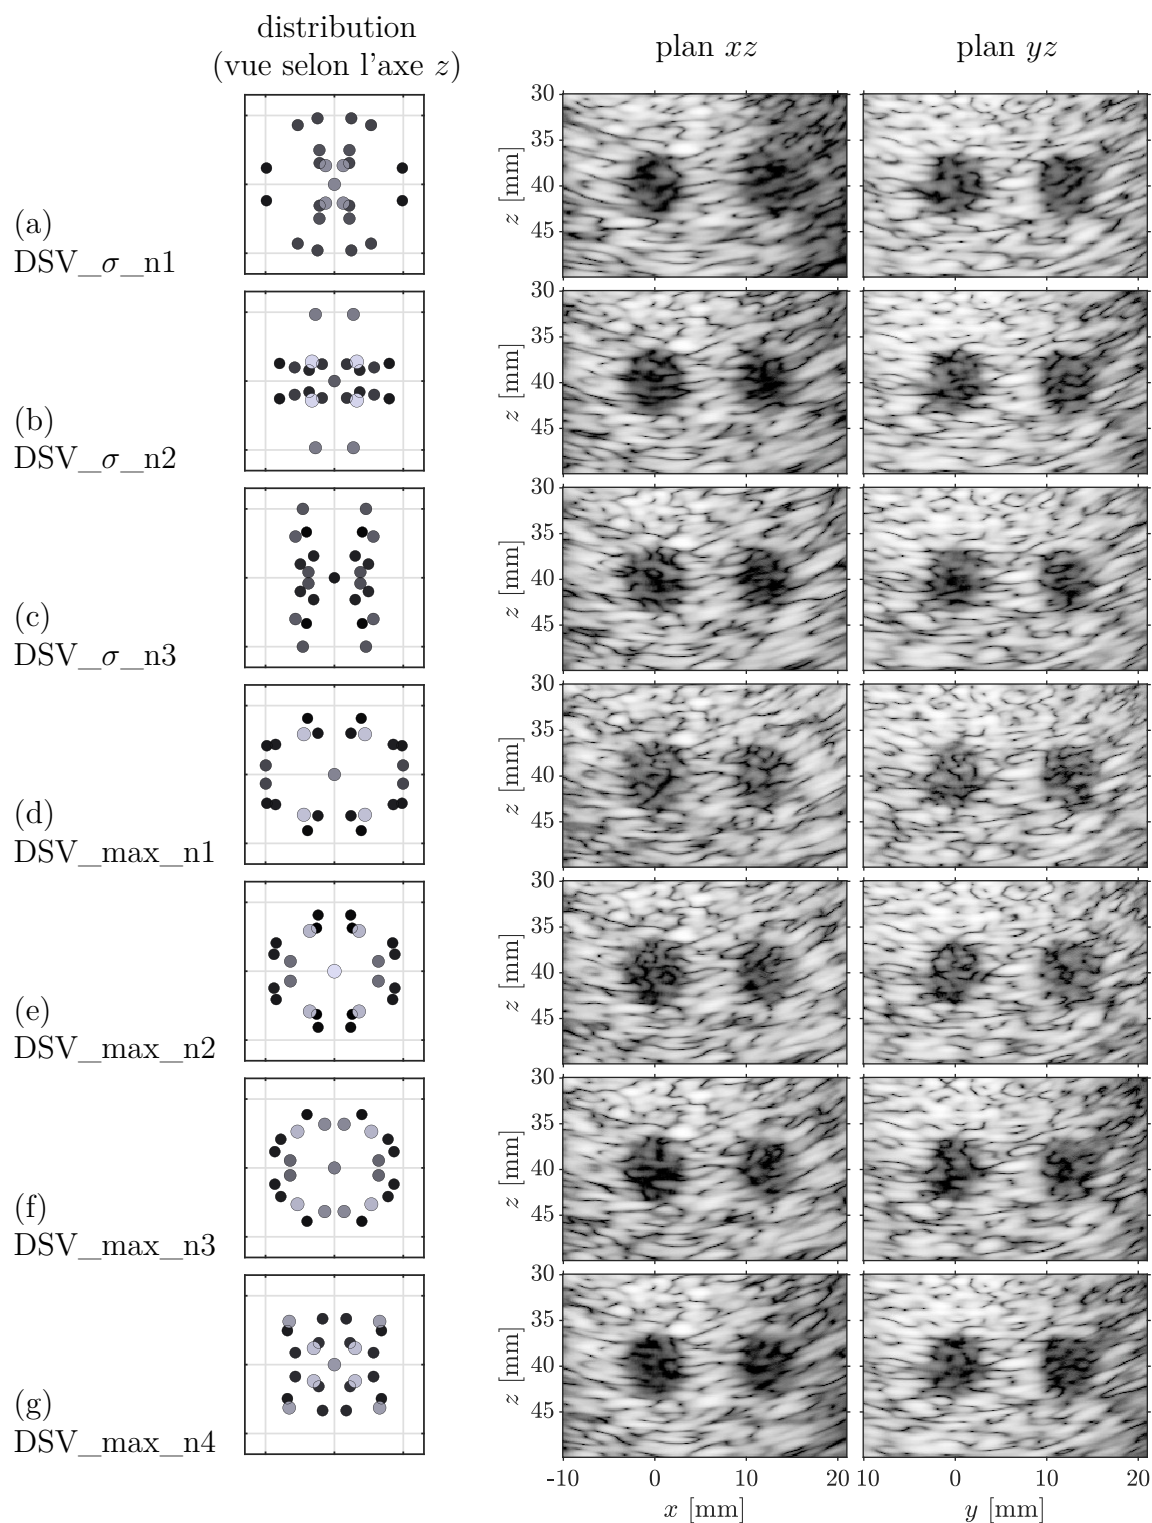 distribution
(vue selon l'axe z)
plan xz
plan yz
(a)
DSV_σ_n1
30
35
40
45
z [mm]
(b)
DSV_σ_n2
30
35
40
45
z [mm]
(c)
DSV_σ_n3
30
35
40
45
z [mm]
(d)
DSV_max_n1
30
35
40
45
z [mm]
(e)
DSV_max_n2
30
35
40
45
z [mm]
(f)
DSV_max_n3
30
35
40
45
z [mm]
(g)
DSV_max_n4
30
35
40
45
z [mm]
-10 0 10 20
10 0 10 20
x [mm]
y [mm]